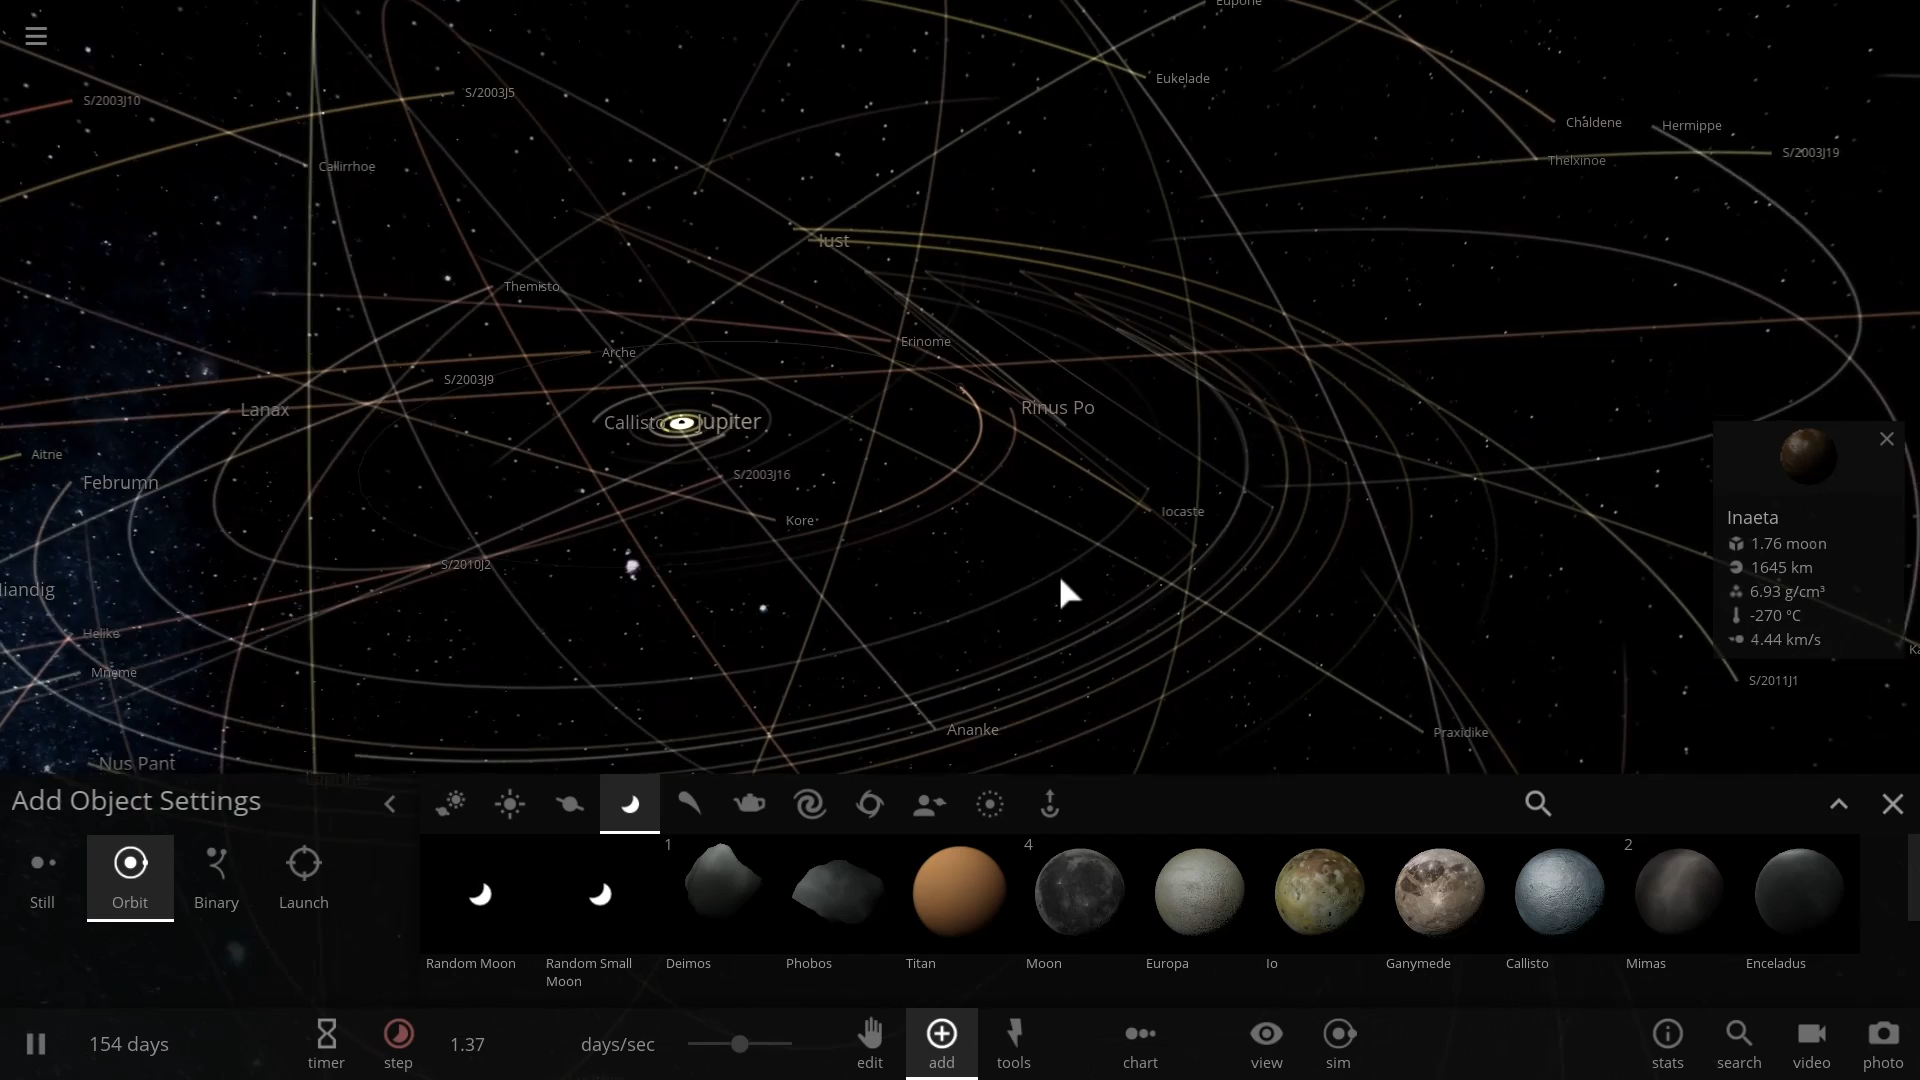 Euporie
Eukelade
S/2003J10
S/2003J5
Chaldene
Hermippe
Thelxinoe
S/2003J19
Callirrhoe
Iust
Themisto
Erinome
Arche
S/2003J9
Lanax
Callisto
Jupiter
Rinus Po
Aitne
S/2003J16
Februmn
Kore
Iocaste
S/2010J2
Inaeta
1.76 moon
1645 km
6.93 g/cm³
-270 °C
4.44 km/s
Helike
Mneme
S/2011J1
Ananke
Praxidike
Nus Pant
Add Object Settings
Still
Orbit
Binary
Launch
1
4
2
Random Moon
Random Small
Moon
Deimos
Phobos
Titan
Moon
Europa
Io
Ganymede
Callisto
Mimas
Enceladus
154 days
timer
step
1.37
days/sec
edit
add
tools
chart
view
sim
stats
search
video
photo